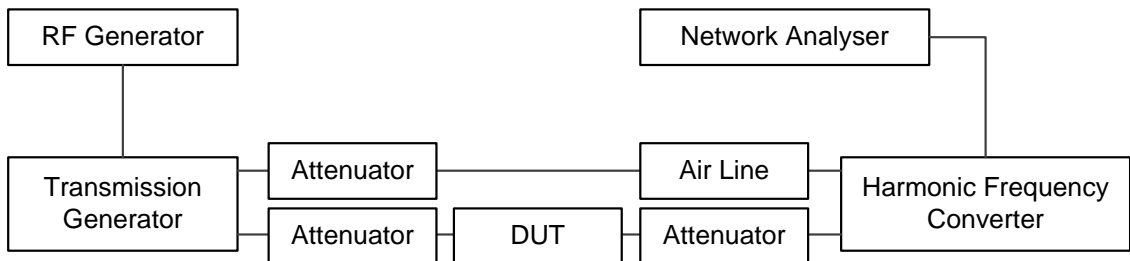 RF Generator
Network Analyser
Transmission
Generator
Attenuator
Air Line
Harmonic Frequency
Converter
Attenuator
DUT
Attenuator